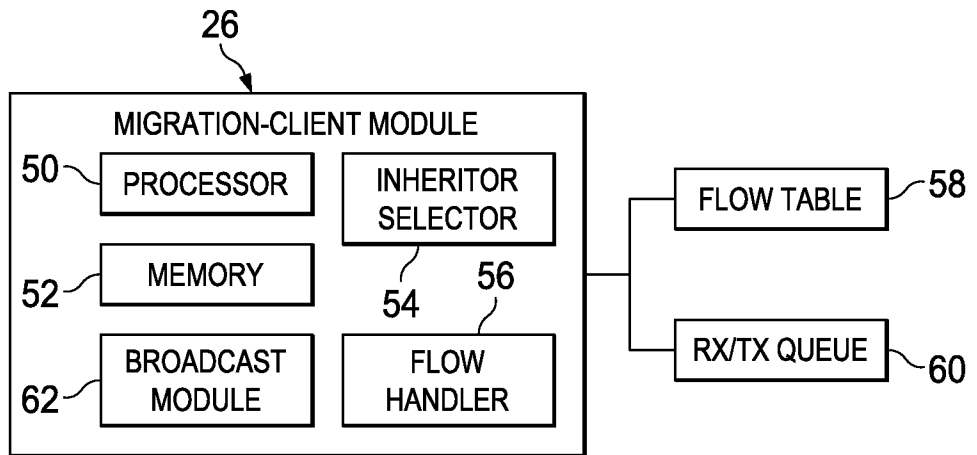 26
MIGRATION-CLIENT MODULE
50
PROCESSOR
INHERITOR
SELECTOR
FLOW TABLE
58
52
MEMORY
54
56
62
BROADCAST
MODULE
FLOW
HANDLER
RX/TX QUEUE
60